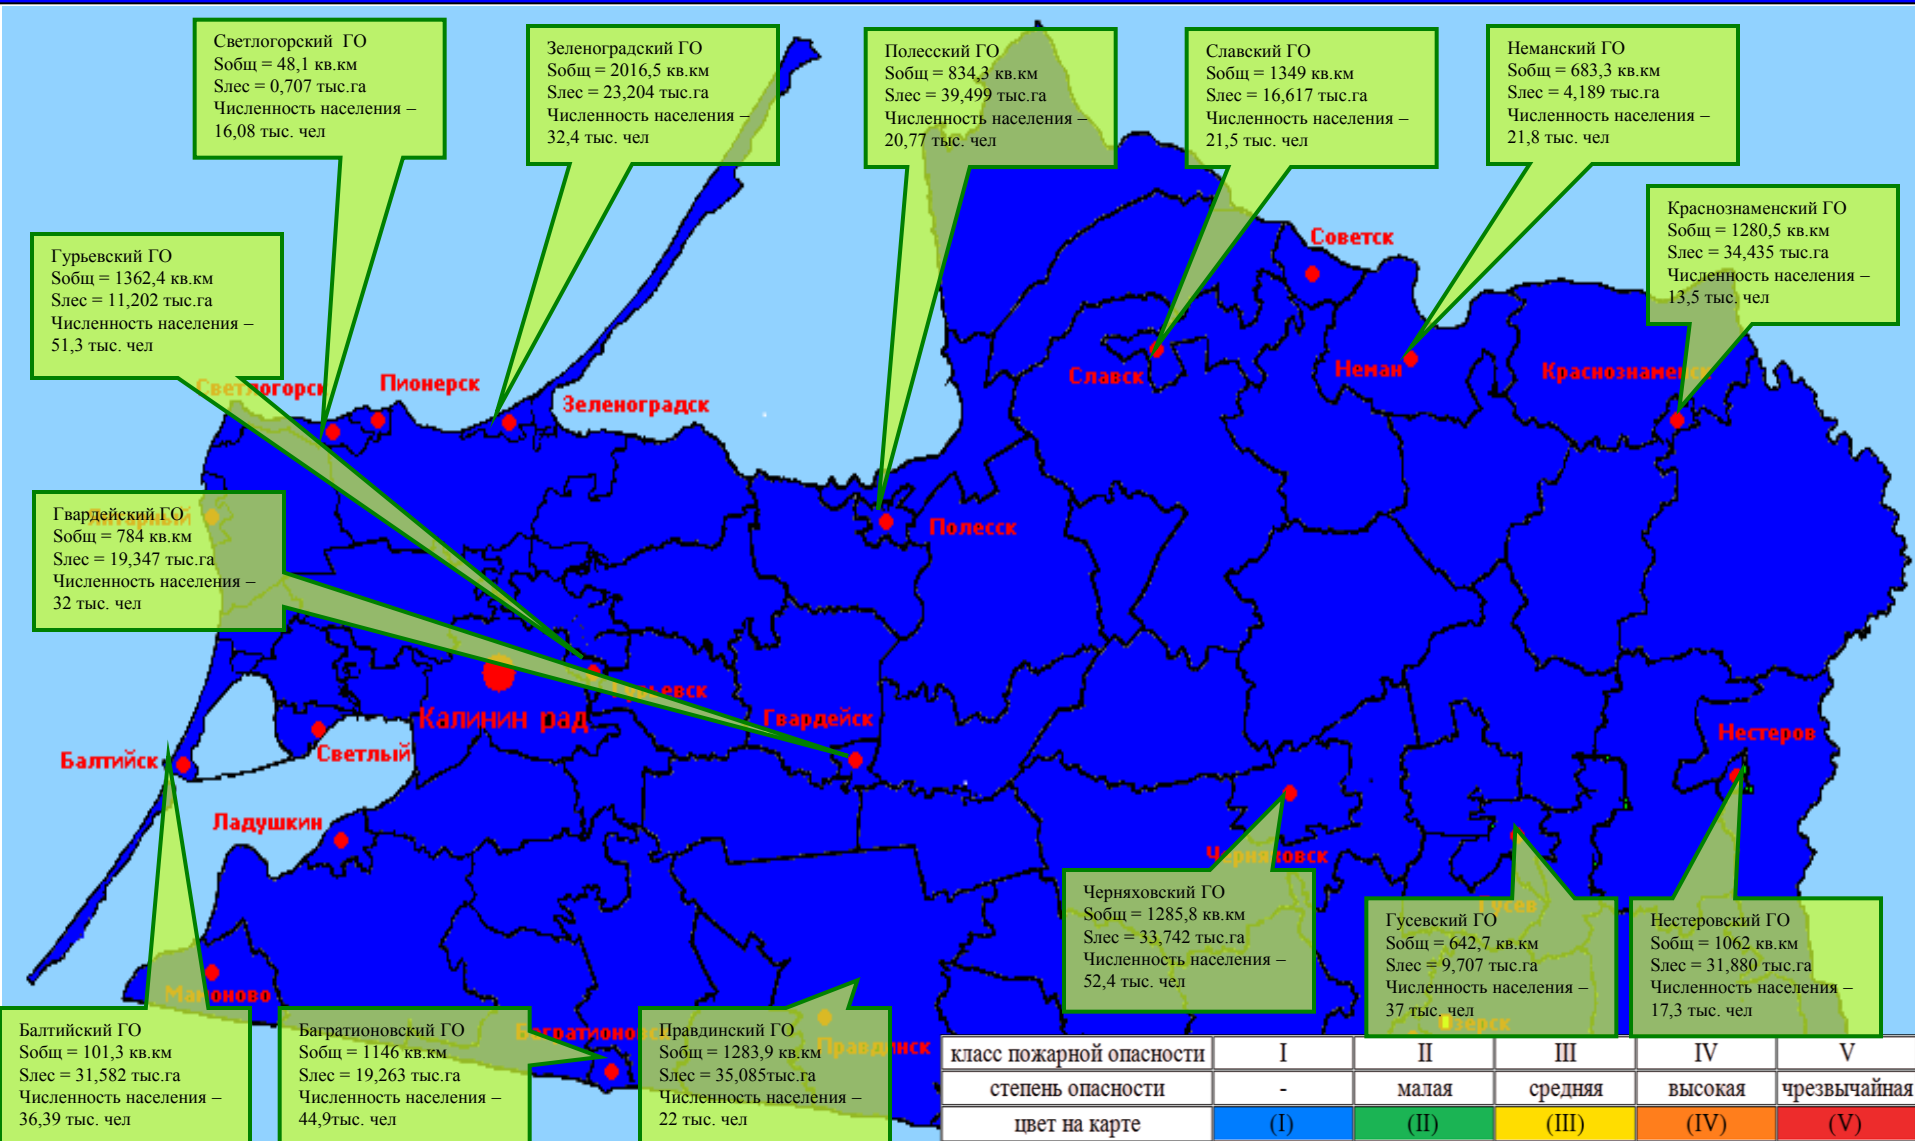 Светлогорский ГО
Sобщ = 48,1 кв.км
Sлес = 0,707 тыс.га
Численность населения –
16,08 тыс. чел
Зеленоградский ГО
Sобщ = 2016,5 кв.км
Sлес = 23,204 тыс.га
Численность населения –
32,4 тыс. чел
Полесский ГО
Sобщ = 834,3 кв.км
Sлес = 39,499 тыс.га
Численность населения –
20,77 тыс. чел
Славский ГО
Sобщ = 1349 кв.км
Sлес = 16,617 тыс.га
Численность населения –
21,5 тыс. чел
Неманский ГО
Sобщ = 683,3 кв.км
Sлес = 4,189 тыс.га
Численность населения –
21,8 тыс. чел
Краснознаменский ГО
Sобщ = 1280,5 кв.км
Sлес = 34,435 тыс.га
Численность населения –
13,5 тыс. чел
Гурьевский ГО
Sобщ = 1362,4 кв.км
Sлес = 11,202 тыс.га
Численность населения –
51,3 тыс. чел
Советск
Светлогорск
Пионерск
Зеленоградск
Славск
Неман
Краснознаменск
Гвардейский ГО
Sобщ = 784 кв.км
Sлес = 19,347 тыс.га
Численность населения –
32 тыс. чел
Янтарный
Полесск
Гурьевск
Калинин рад
Гвардейск
Нестеров
Балтийск
Светлый
Ладушкин
Черняховск
Гусев
Мамоново
Багратионовск
Правдинск
Озерск
Черняховский ГО
Sобщ = 1285,8 кв.км
Sлес = 33,742 тыс.га
Численность населения –
52,4 тыс. чел
Гусевский ГО
Sобщ = 642,7 кв.км
Sлес = 9,707 тыс.га
Численность населения –
37 тыс. чел
Нестеровский ГО
Sобщ = 1062 кв.км
Sлес = 31,880 тыс.га
Численность населения –
17,3 тыс. чел
Балтийский ГО
Sобщ = 101,3 кв.км
Sлес = 31,582 тыс.га
Численность населения –
36,39 тыс. чел
Багратионовский ГО
Sобщ = 1146 кв.км
Sлес = 19,263 тыс.га
Численность населения –
44,9тыс. чел
Правдинский ГО
Sобщ = 1283,9 кв.км
Sлес = 35,085тыс.га
Численность населения –
22 тыс. чел
класс пожарной опасности I II III IV V
степень опасности - малая средняя высокая чрезвычайная
цвет на карте (I) (II) (III) (IV) (V)